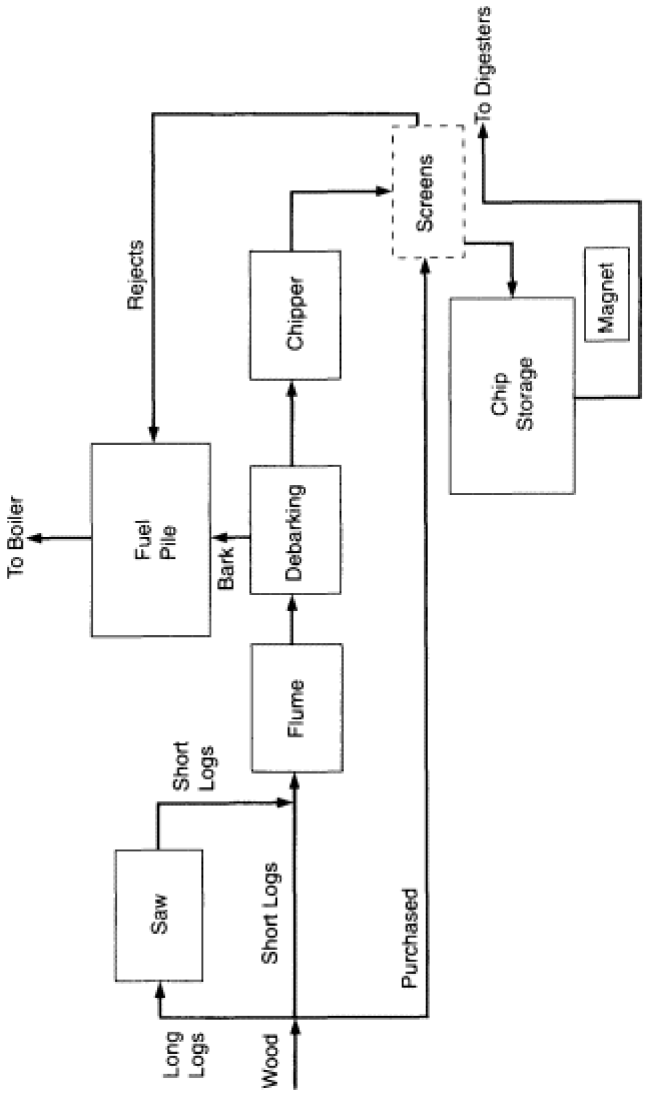 Wood
Long
Logs
Saw
Short
Logs
Short Logs
Purchased
Flume
Debarking
Bark
Fuel
Pile
To Boiler
Rejects
Chipper
Screens
Chip
Storage
Magnet
To Digesters